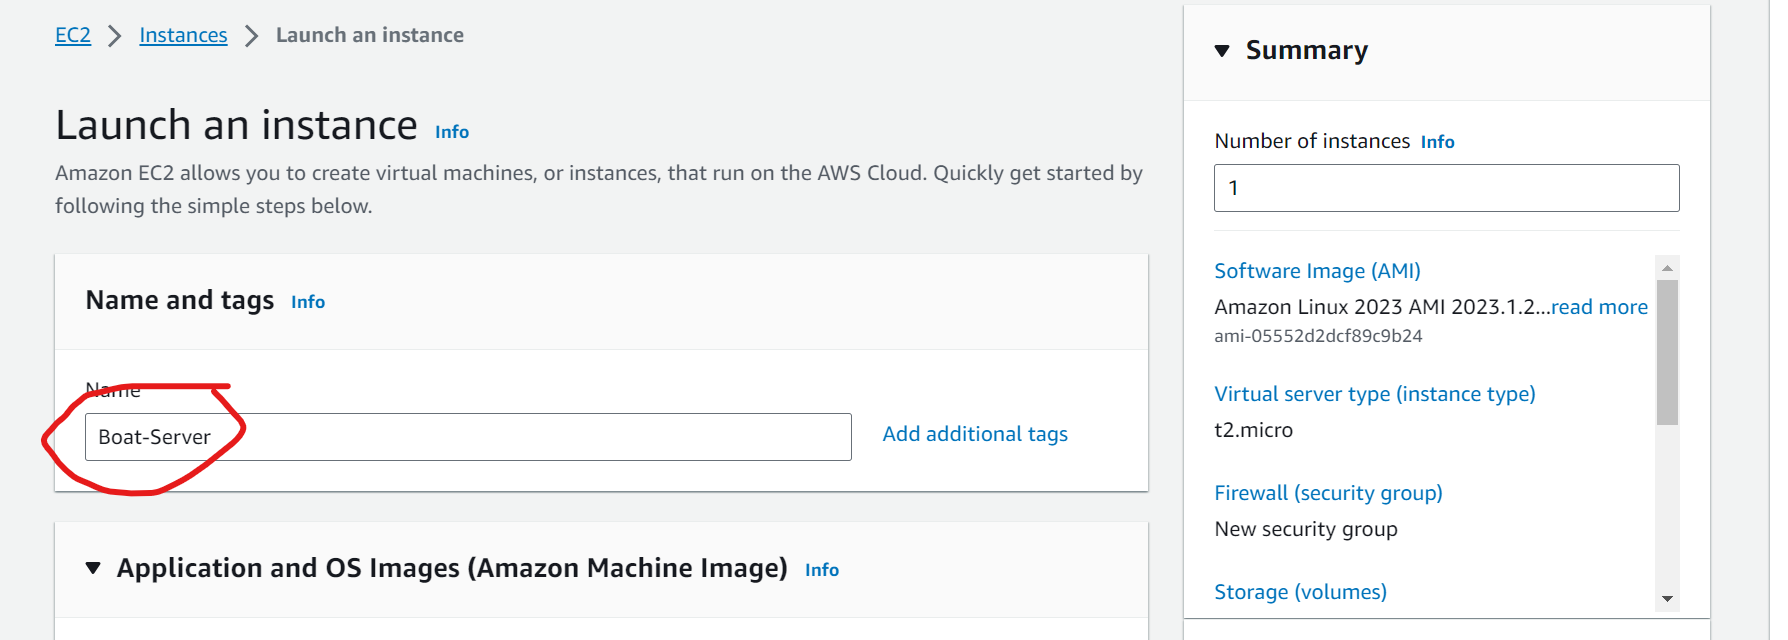 EC2 > Instances > Launch an instance
Launch an instance Info
Amazon EC2 allows you to create virtual machines, or instances, that run on the AWS Cloud. Quickly get started by
following the simple steps below.
Name and tags Info
Name
Boat-Server
Add additional tags
Application and OS Images (Amazon Machine Image) Info
Summary
Number of instances Info
1
Software Image (AMI)
Amazon Linux 2023 AMI 2023.1.2...read more
ami-05552d2dcf89c9b24
Virtual server type (instance type)
t2.micro
Firewall (security group)
New security group
Storage (volumes)